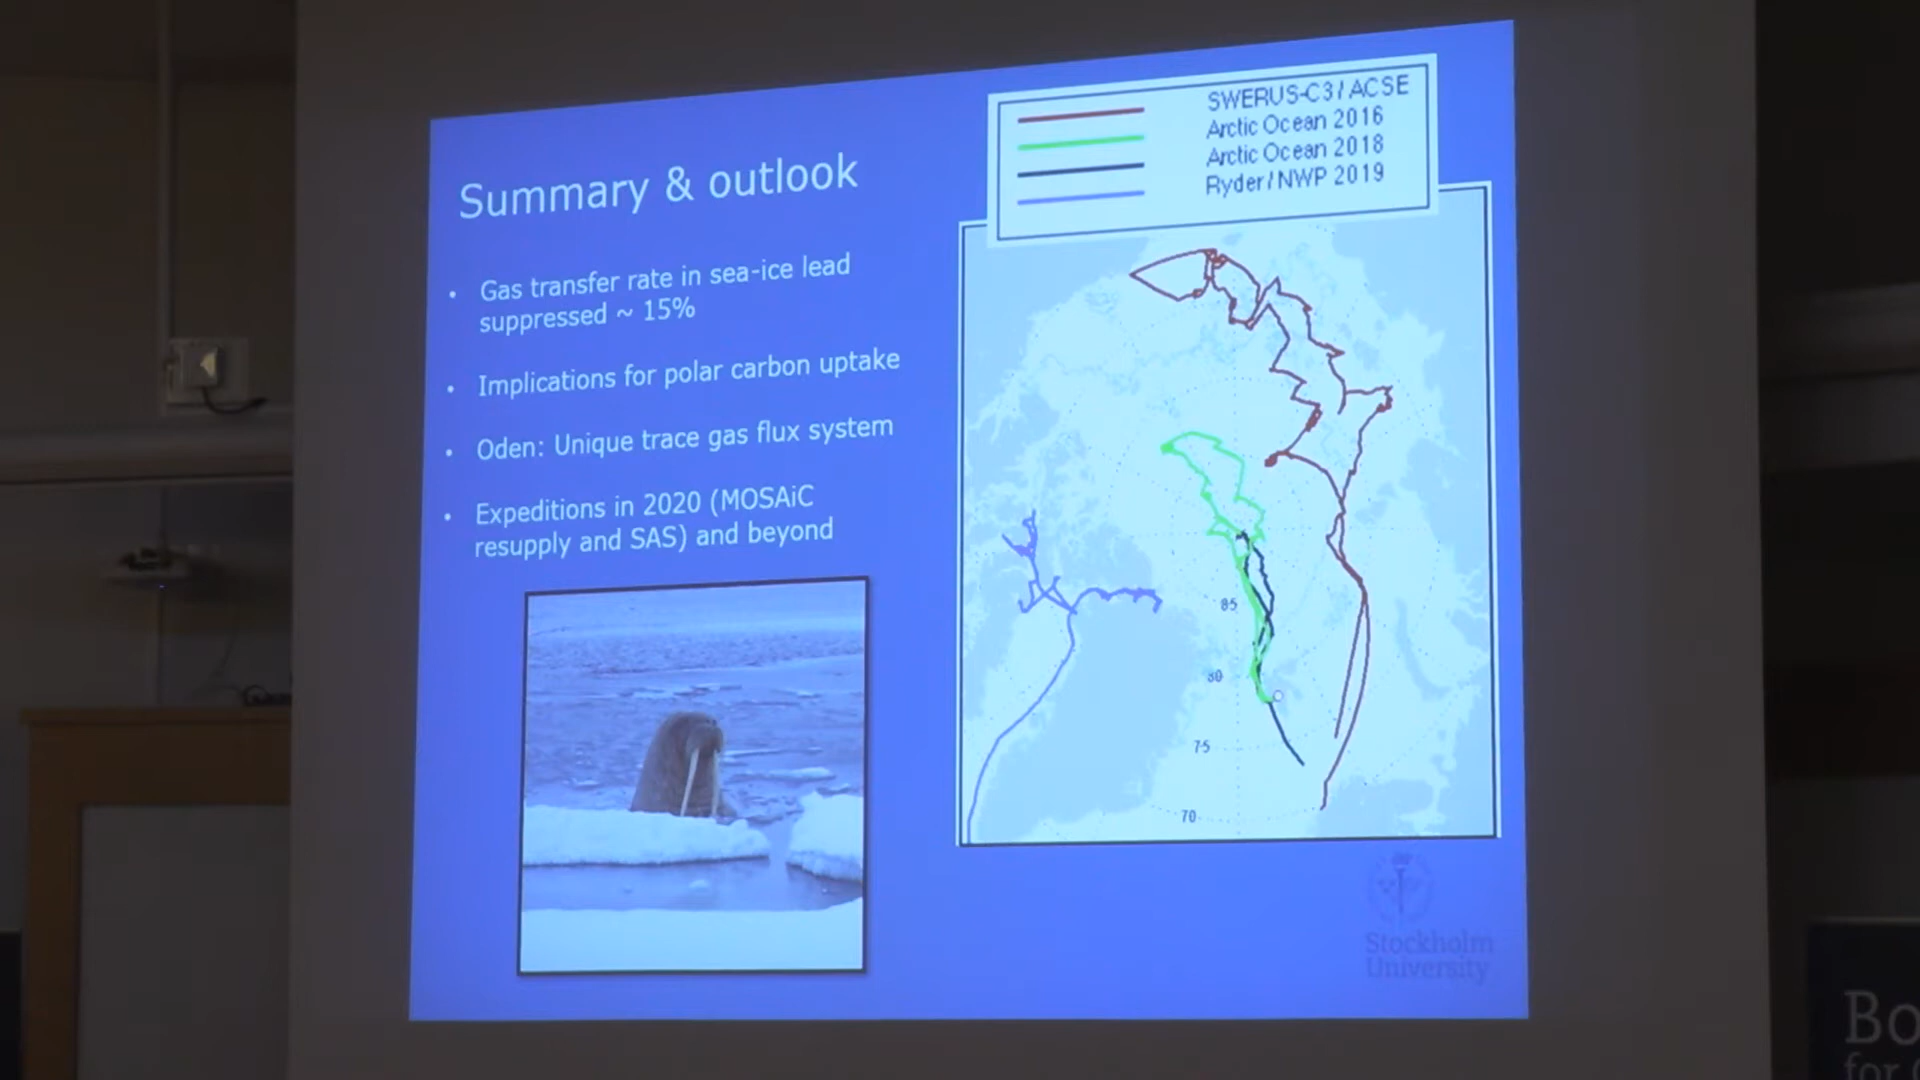 Summary & outlook
• Gas transfer rate in sea-ice lead
suppressed ~ 15%
• Implications for polar carbon uptake
• Oden: Unique trace gas flux system
• Expeditions in 2020 (MOSAiC
resupply and SAS) and beyond
SWERUS-C3 / ACSE
Arctic Ocean 2016
Arctic Ocean 2018
Ryder / NWP 2019
85
80
75
70
Stockholm
University
Bo
for